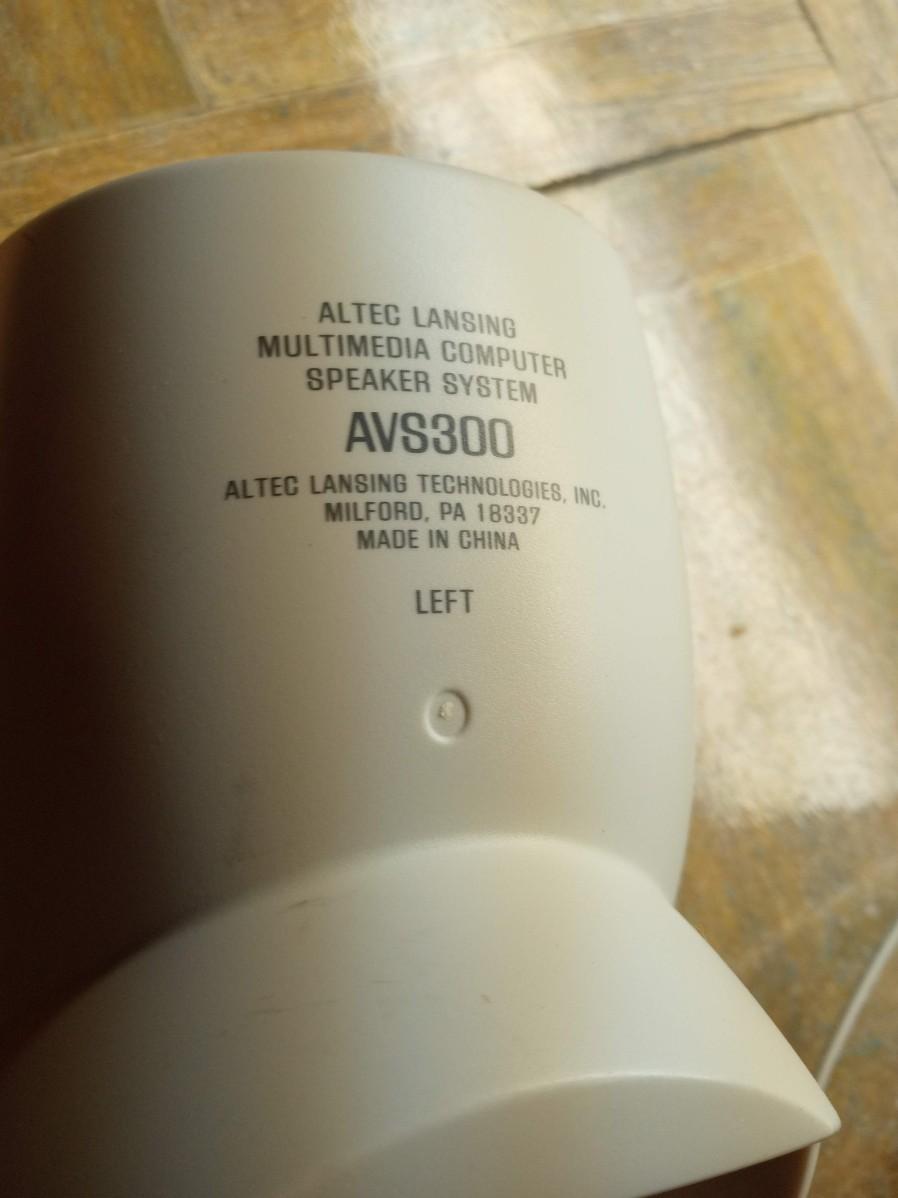 ALTEC LANSING
MULTIMEDIA COMPUTER
SPEAKER SYSTEM
AVS300
ALTEC LANSING TECHNOLOGIES, INC.
MILFORD, PA 18337
MADE IN CHINA
LEFT